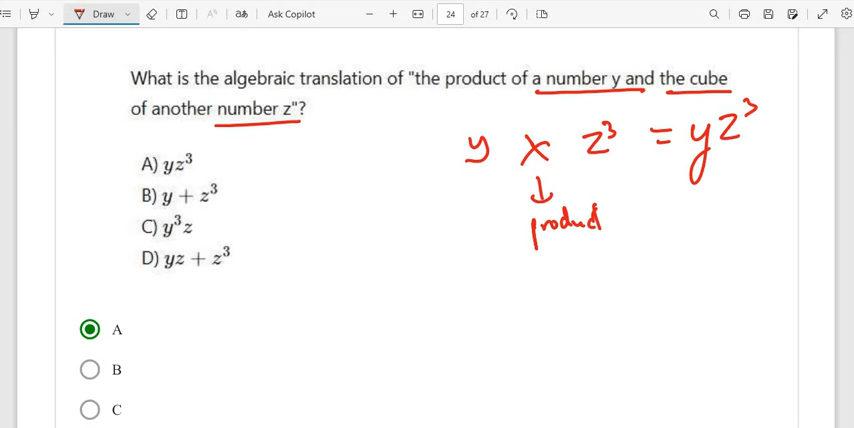 Draw
Ask Copilot
24 of 27
What is the algebraic translation of "the product of a number y and the cube
of another number z"?
y × z³ = yz³
product
A) yz³
B) y + z³
C) y³z
D) yz + z³
A
B
C